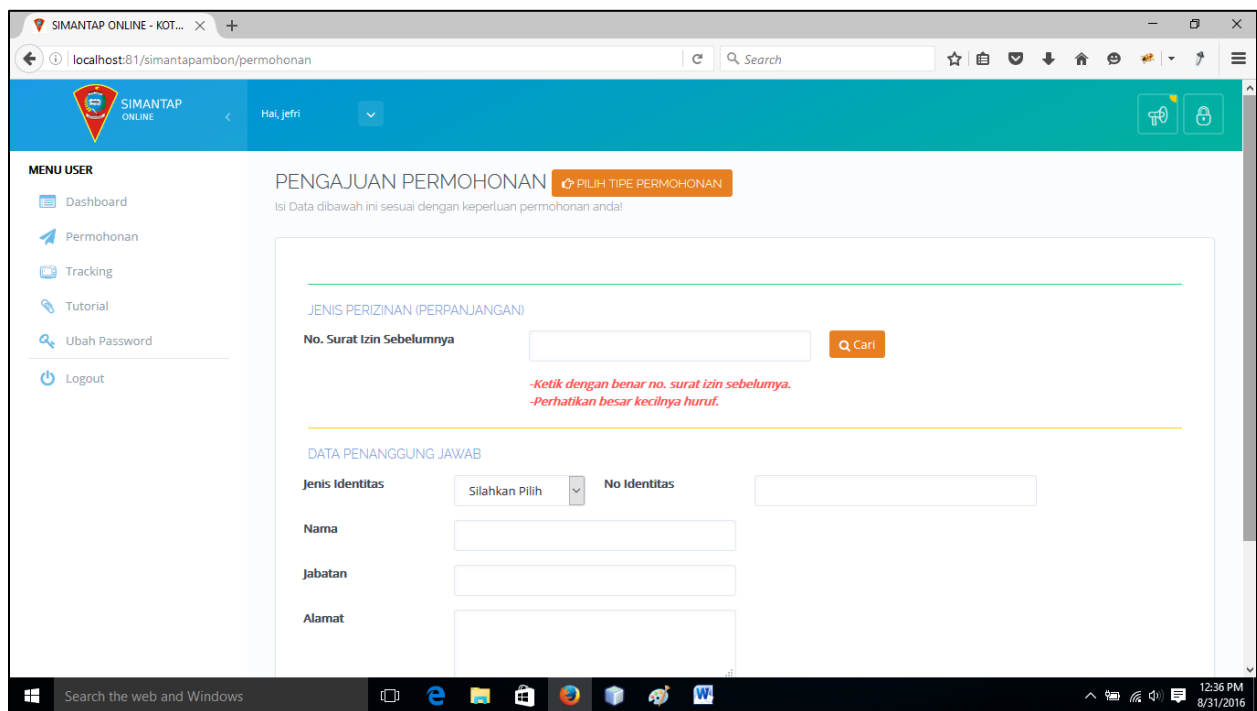 SIMANTAP ONLINE - KOT...
localhost:81/simantapambon/permohonan
Search
SIMANTAP
ONLINE
Hai, jefri
MENU USER
Dashboard
Permohonan
Tracking
Tutorial
Ubah Password
Logout
PENGAJUAN PERMOHONAN
PILIH TIPE PERMOHONAN
Isi Data dibawah ini sesuai dengan keperluan permohonan anda!
JENIS PERIZINAN (PERPANJANGAN)
No. Surat Izin Sebelumnya
Cari
-Ketik dengan benar no. surat izin sebelumya.
-Perhatikan besar kecilnya huruf.
DATA PENANGGUNG JAWAB
Jenis Identitas
Silahkan Pilih
No Identitas
Nama
Jabatan
Alamat
Search the web and Windows
12:36 PM
8/31/2016